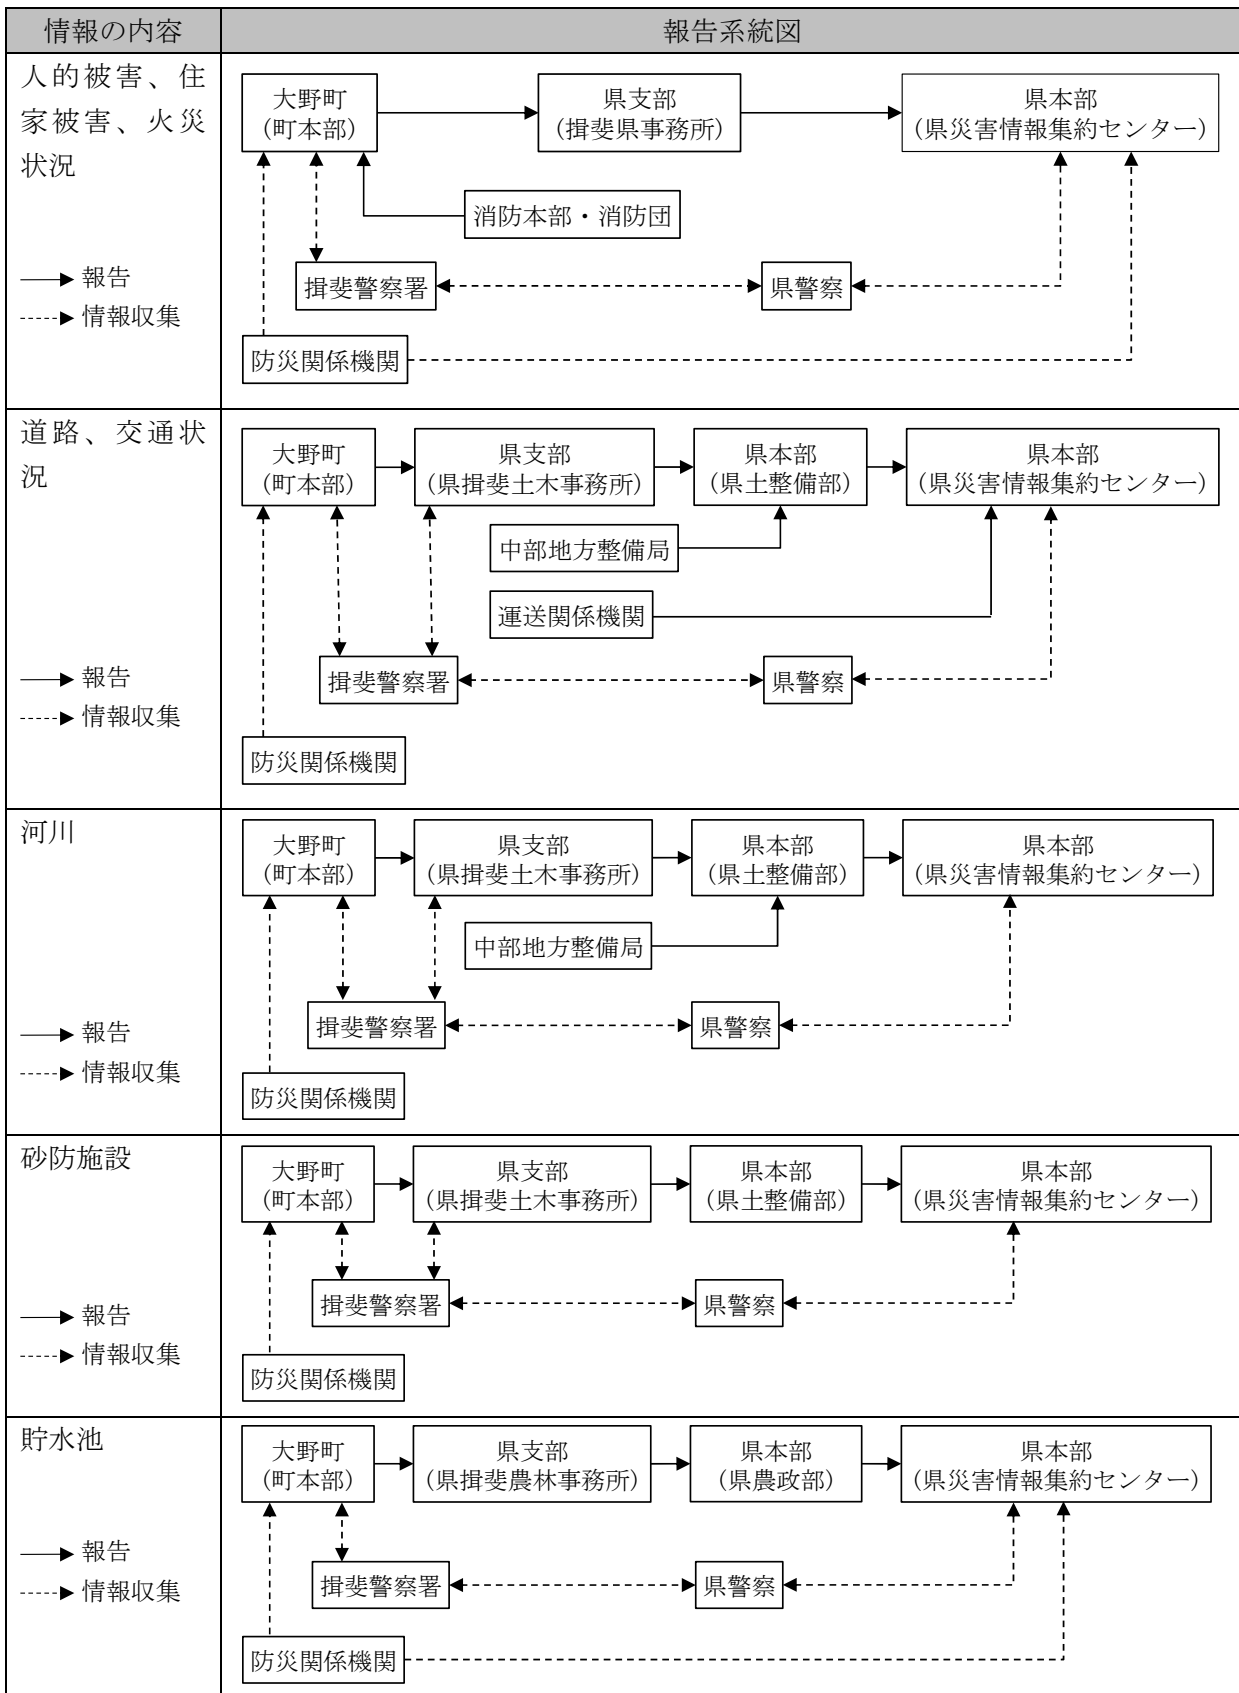 情報の内容
報告系統図
人的被害、住
家被害、火災
状況
報告
情報収集
大野町
(町本部)
県支部
(揖斐県事務所)
県本部
(県災害情報集約センター)
消防本部・消防団
揖斐警察署
県警察
防災関係機関
道路、交通状
況
報告
情報収集
大野町
(町本部)
県支部
(県揖斐土木事務所)
県本部
(県土整備部)
県本部
(県災害情報集約センター)
中部地方整備局
運送関係機関
揖斐警察署
県警察
防災関係機関
河川
報告
情報収集
大野町
(町本部)
県支部
(県揖斐土木事務所)
県本部
(県土整備部)
県本部
(県災害情報集約センター)
中部地方整備局
揖斐警察署
県警察
防災関係機関
砂防施設
報告
情報収集
大野町
(町本部)
県支部
(県揖斐土木事務所)
県本部
(県土整備部)
県本部
(県災害情報集約センター)
揖斐警察署
県警察
防災関係機関
貯水池
報告
情報収集
大野町
(町本部)
県支部
(県揖斐農林事務所)
県本部
(県農政部)
県本部
(県災害情報集約センター)
揖斐警察署
県警察
防災関係機関